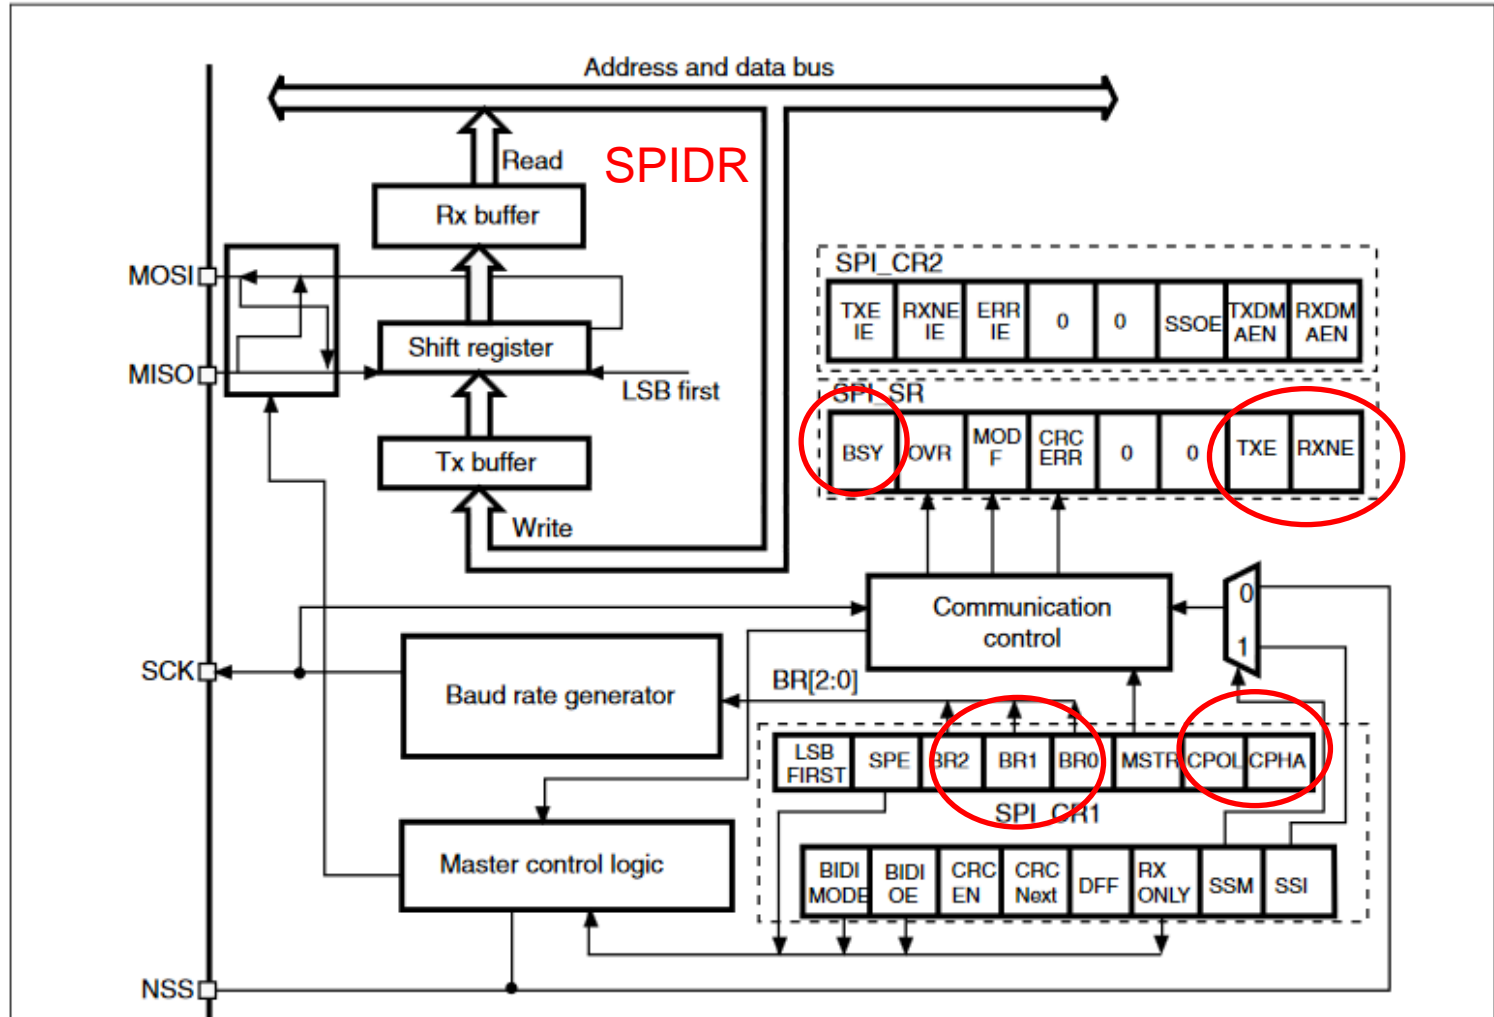 Address and data bus
Read
SPIDR
Rx buffer
MOSI
SPI_CR2
TXE IE
RXNE IE
ERR IE
0
0
SSOE
TXDM AEN
RXDM AEN
Shift register
MISO
LSB first
SPI_SR
BSY
OVR
MOD F
CRC ERR
0
0
TXE
RXNE
Tx buffer
Write
Communication
control
0
1
SCK
Baud rate generator
BR[2:0]
LSB FIRST
SPE
BR2
BR1
BR0
MSTR
CPOL
CPHA
SPI_CR1
Master control logic
BIDI MODE
BIDI OE
CRC EN
CRC Next
DFF
RX ONLY
SSM
SSI
NSS